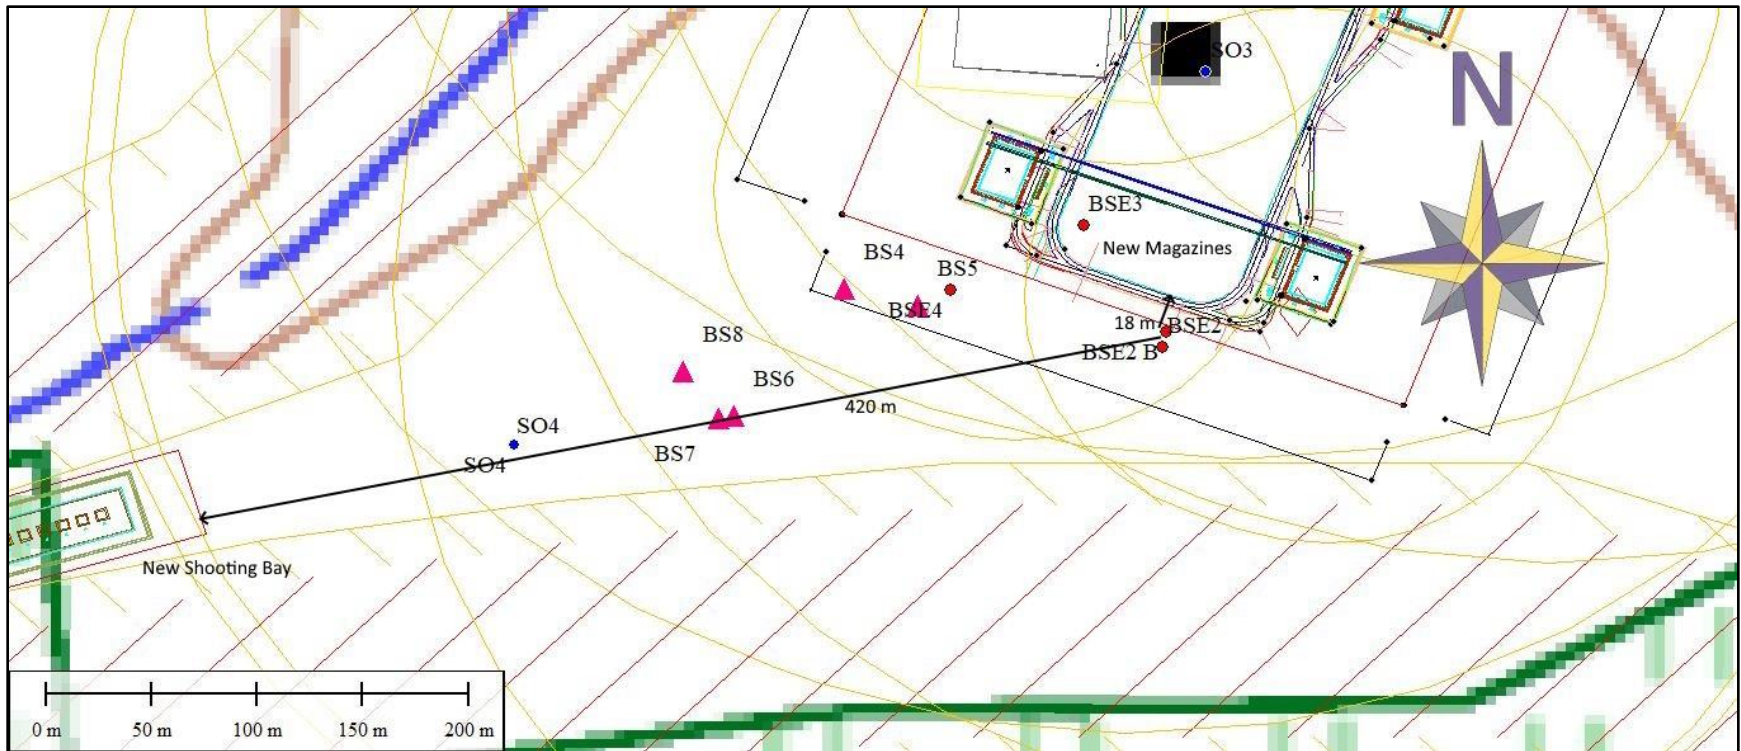 SO3
N
BSE3
New Magazines
BS4
BS5
BSE4
18 m
BSE2
BSE2 B
BS8
BS6
420 m
SO4
BS7
SO4
New Shooting Bay
0 m 50 m 100 m 150 m 200 m